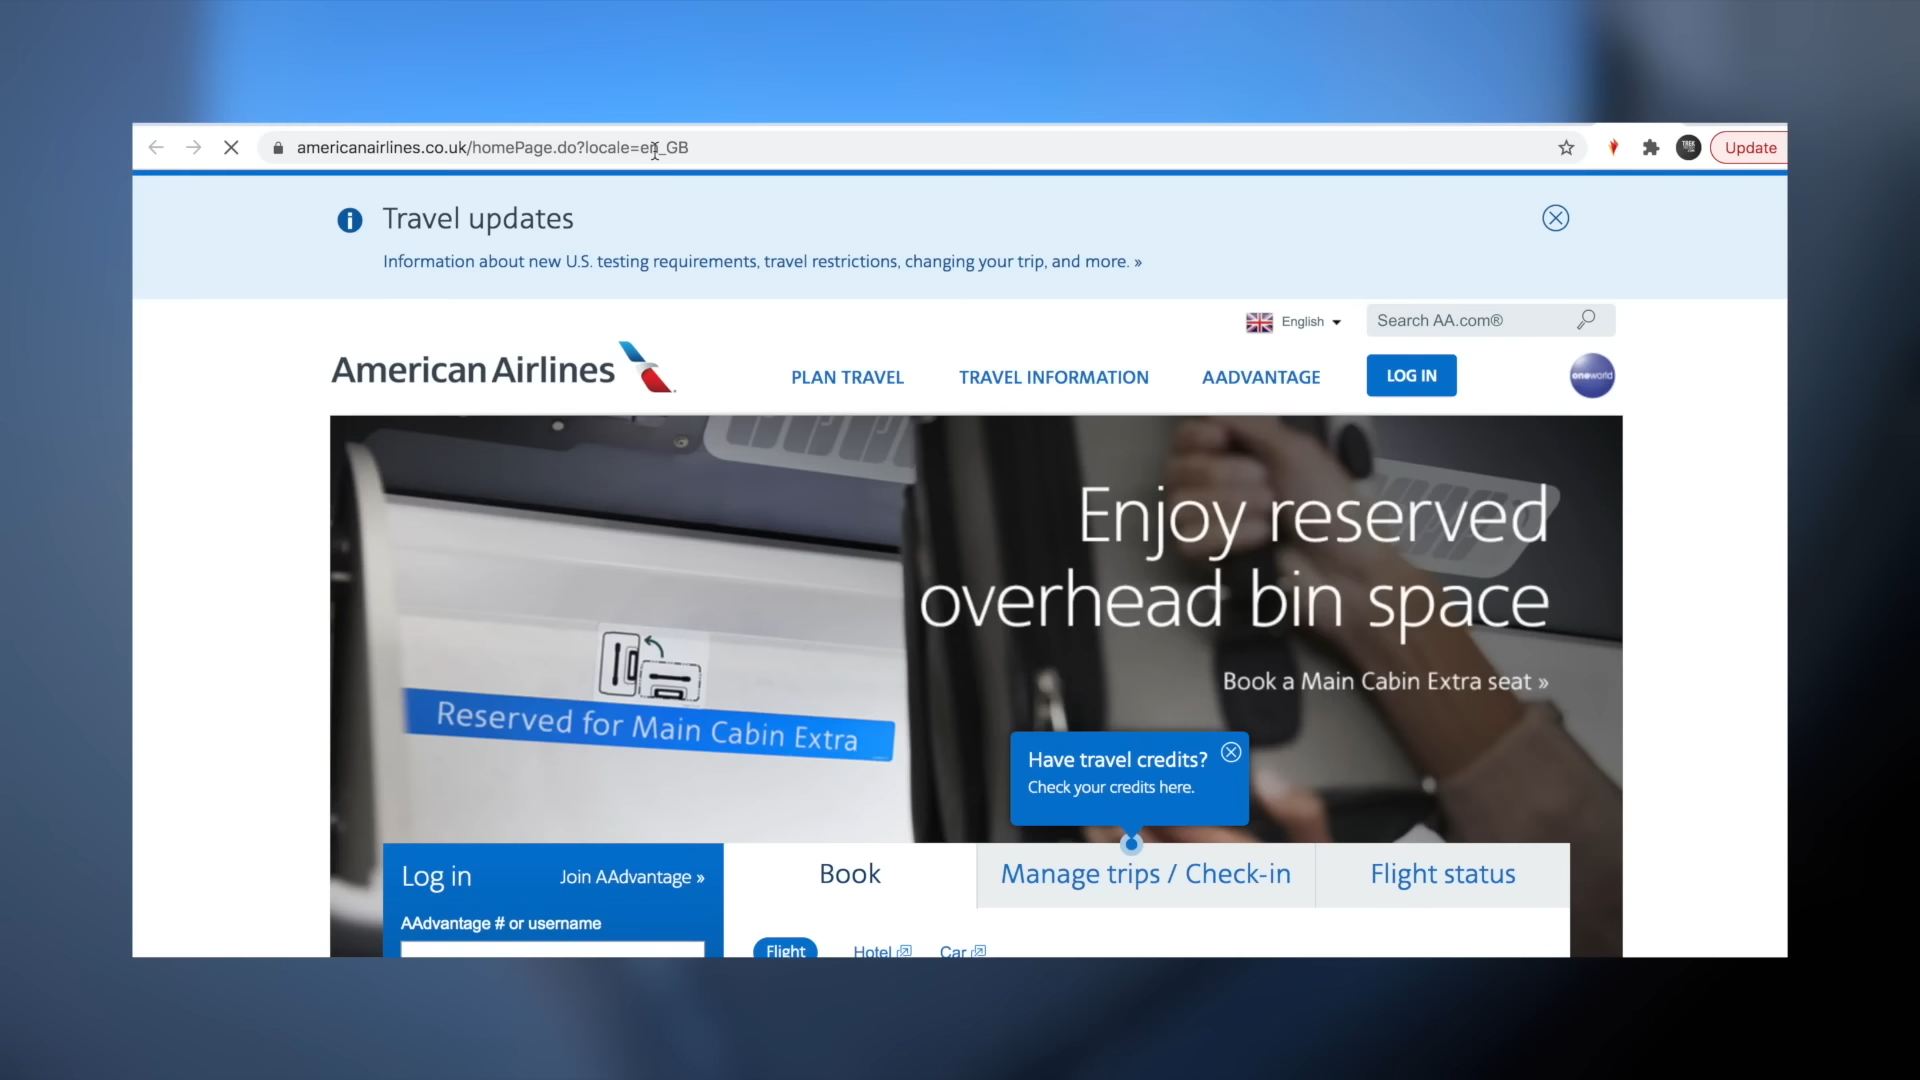 americanairlines.co.uk/homePage.do?locale=en_GB
Update
Travel updates
Information about new U.S. testing requirements, travel restrictions, changing your trip, and more. »
English
Search AA.com®
American Airlines
PLAN TRAVEL
TRAVEL INFORMATION
AADVANTAGE
LOG IN
oneworld
Enjoy reserved
overhead bin space
Book a Main Cabin Extra seat »
Reserved for Main Cabin Extra
Have travel credits?
Check your credits here.
Log in
Join AAdvantage »
Book
Manage trips / Check-in
Flight status
AAdvantage # or username
Flight
Hotel
Car